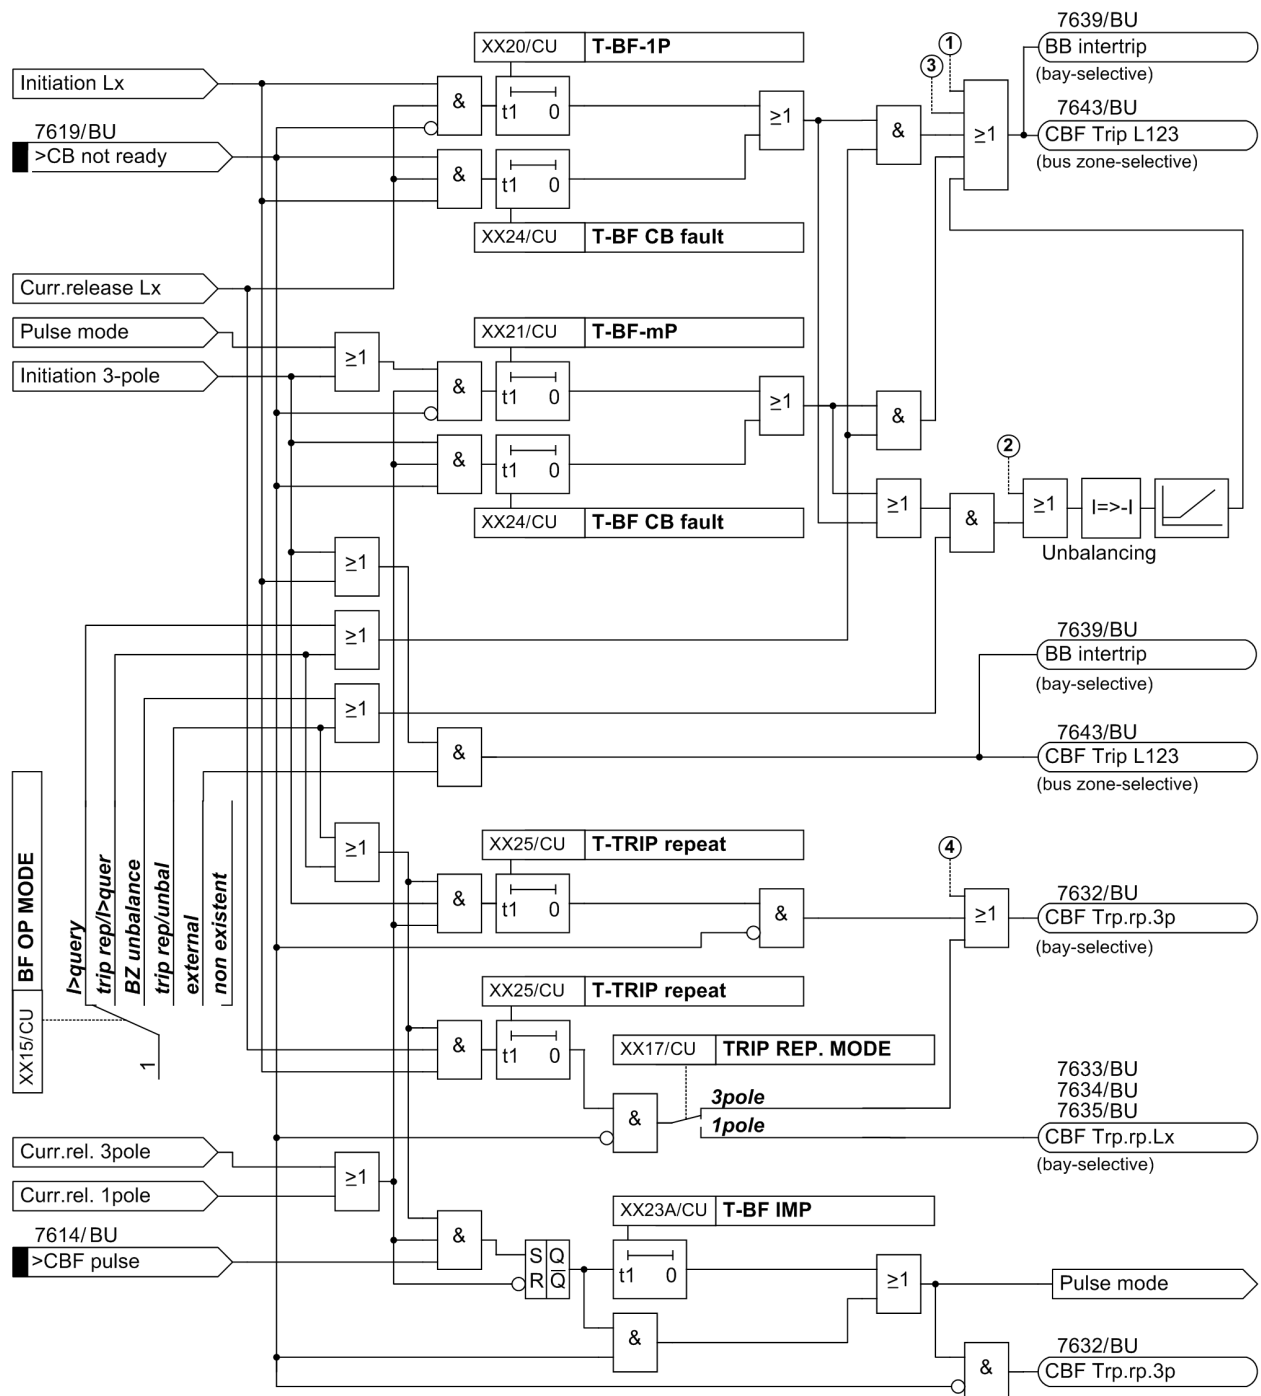 7639/BU
XX20/CU T-BF-1P
BB intertrip
(bay-selective)
1
3
Initiation Lx
&
t1 0
≥1
7643/BU
CBF Trip L123
(bus zone-selective)
&
≥1
7619/BU
>CB not ready
&
t1 0
XX24/CU T-BF CB fault
Curr.release Lx
Pulse mode
XX21/CU T-BF-mP
≥1
Initiation 3-pole
&
t1 0
≥1
&
2
&
t1 0
≥1
&
≥1
I=>-I
XX24/CU T-BF CB fault
Unbalancing
≥1
≥1
7639/BU
BB intertrip
(bay-selective)
≥1
7643/BU
&
CBF Trip L123
(bus zone-selective)
BF OP MODE
XX15/CU
I>query
trip rep/I>quer
BZ unbalance
trip rep/unbal
external
non existent
1
≥1
XX25/CU T-TRIP repeat
4
&
t1 0
&
≥1
7632/BU
CBF Trp.rp.3p
(bay-selective)
XX25/CU T-TRIP repeat
&
t1 0
XX17/CU TRIP REP. MODE
7633/BU
7634/BU
7635/BU
3pole
1pole
&
CBF Trp.rp.Lx
(bay-selective)
Curr.rel. 3pole
≥1
Curr.rel. 1pole
XX23A/CU T-BF IMP
7614/BU
>CBF pulse
&
S Q
R Q
t1 0
≥1
Pulse mode
&
7632/BU
&
CBF Trp.rp.3p